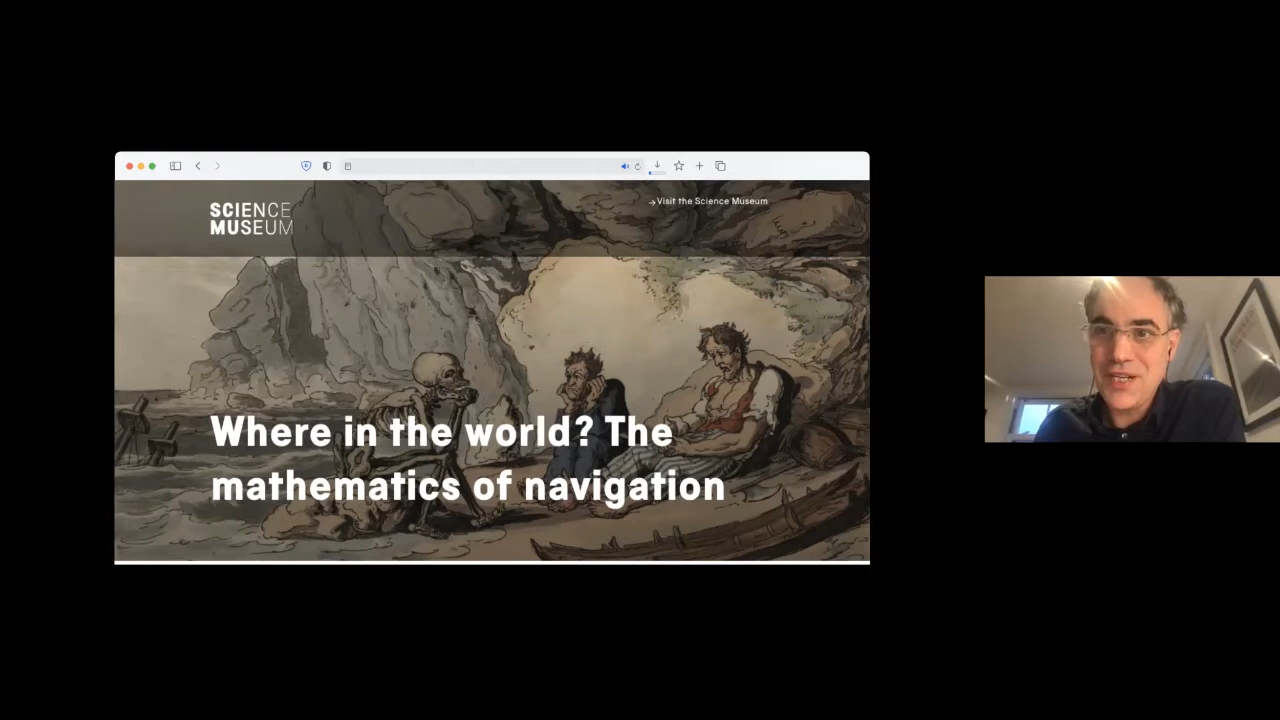 SCIENCE
MUSEUM
Visit the Science Museum
Where in the world? The
mathematics of navigation